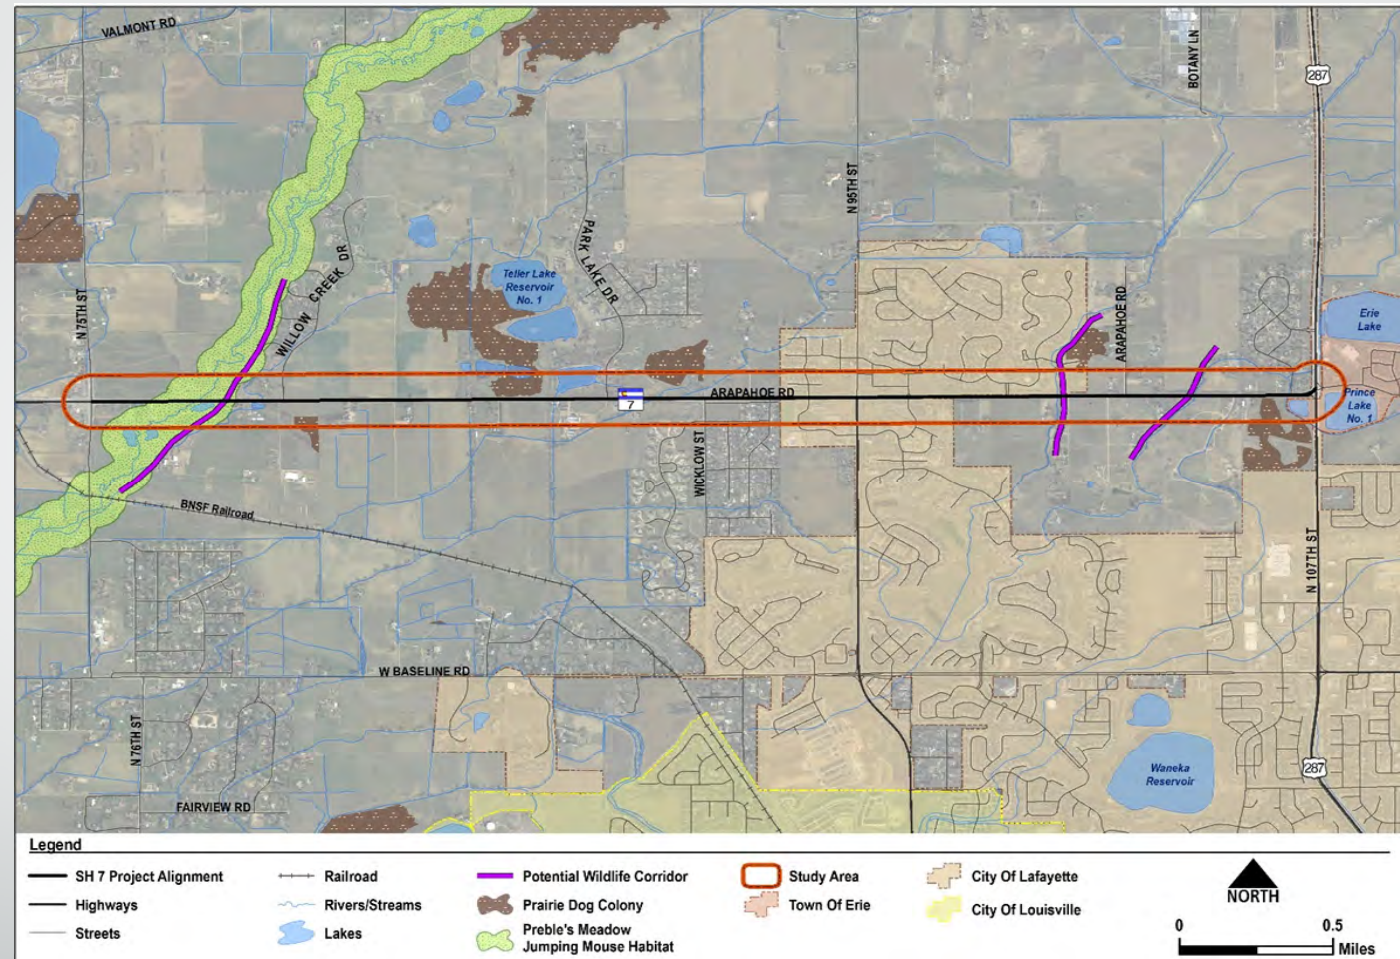 VALMONT RD
BOTANY LN
287
N 95TH ST
PARK LAKE DR
WILLOW CREEK DR
Teller Lake
Reservoir
No. 1
N 75TH ST
ARAPAHOE RD
Erie
Lake
ARAPAHOE RD
7
Prince
Lake
No. 1
WICKLOW ST
BNSF Railroad
N 107TH ST
W BASELINE RD
N 76TH ST
Waneka
Reservoir
287
FAIRVIEW RD
Legend
SH 7 Project Alignment
Highways
Streets
Railroad
Rivers/Streams
Lakes
Potential Wildlife Corridor
Prairie Dog Colony
Preble's Meadow
Jumping Mouse Habitat
Study Area
Town Of Erie
City Of Lafayette
City Of Louisville
NORTH
0 0.5
Miles